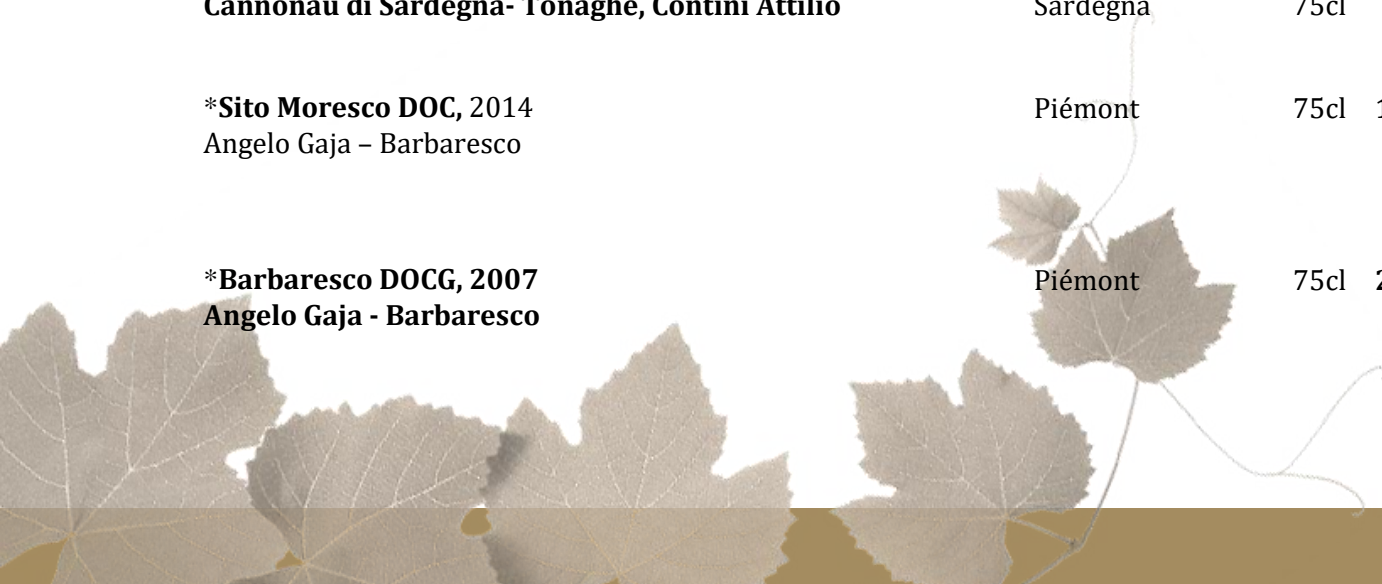 Cannonau di Sardegna- Tonaghe, Contini Attilio Sardegna 75cl
*Sito Moresco DOC, 2014 Piémont 75cl
Angelo Gaja – Barbaresco
*Barbaresco DOCG, 2007 Piémont 75cl
Angelo Gaja - Barbaresco